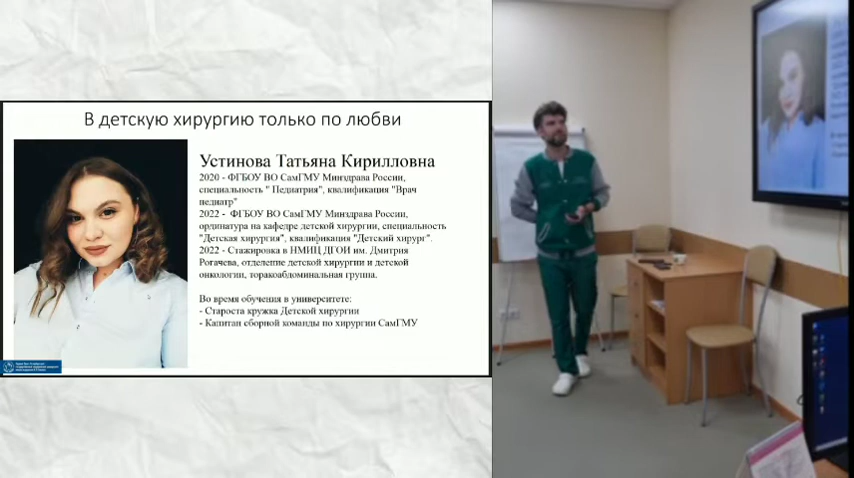 В детскую хирургию только по любви
Устинова Татьяна Кирилловна
2020 - ФГБОУ ВО СамГМУ Минздрава России,
специальность " Педиатрия", квалификация "Врач
педиатр"
2022 - ФГБОУ ВО СамГМУ Минздрава России,
ординатура на кафедре детской хирургии, специальность
"Детская хирургия", квалификация "Детский хирург".
2022 - Стажировка в НМИЦ ДГОИ им. Дмитрия
Рогачева, отделение детской хирургии и детской
онкологии, торакоабдоминальная группа.
Во время обучения в университете:
- Староста кружка Детской хирургии
- Капитан сборной команды по хирургии СамГМУ